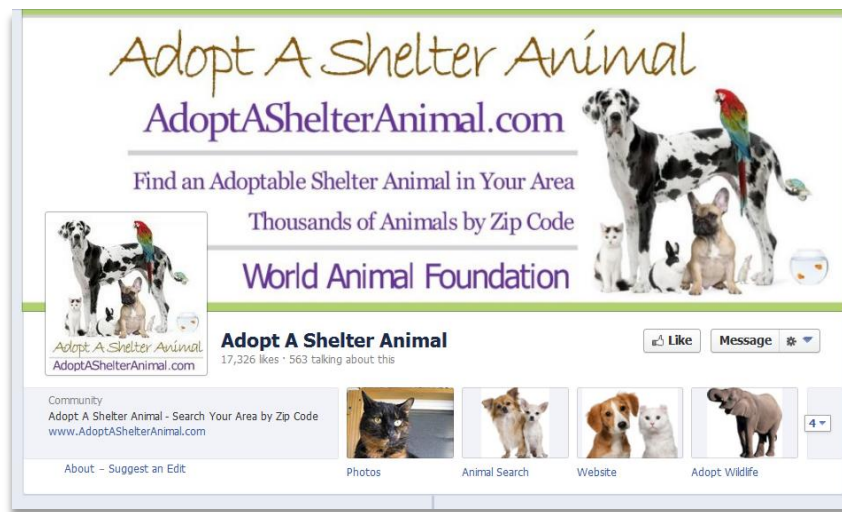 Adopt A Shelter Animal
AdoptAShelterAnimal.com
Find an Adoptable Shelter Animal in Your Area
Thousands of Animals by Zip Code
World Animal Foundation
Adopt A Shelter Animal
AdoptAShelterAnimal.com
Adopt A Shelter Animal
17,326 likes · 563 talking about this
Like
Message
Community
Adopt A Shelter Animal - Search Your Area by Zip Code
www.AdoptAShelterAnimal.com
About – Suggest an Edit
Photos
Animal Search
Website
Adopt Wildlife
4